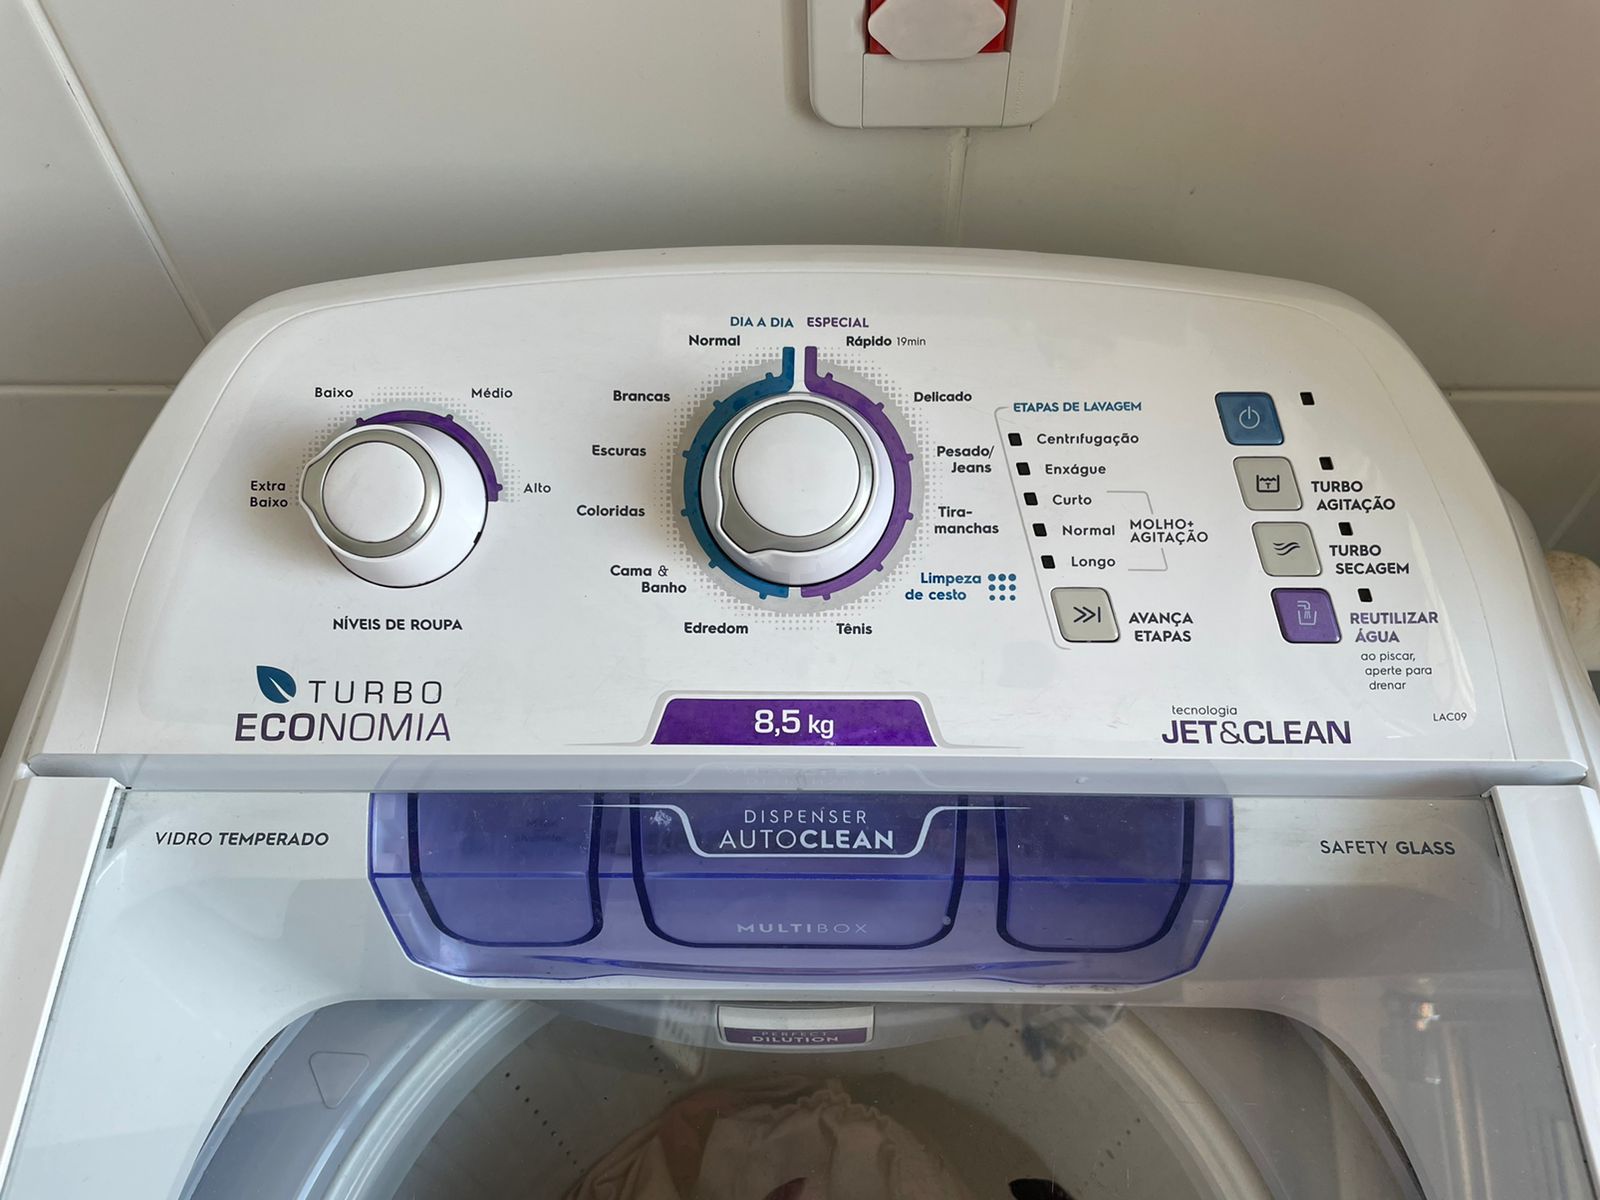 DIA A DIA ESPECIAL
Normal
Rápido 19min
Brancas
Delicado
Escuras
Pesado/
Jeans
Coloridas
Tira-
manchas
Cama &
Banho
Limpeza
de cesto
Edredom
Tênis
Baixo
Médio
Extra
Baixo
Alto
NÍVEIS DE ROUPA
ETAPAS DE LAVAGEM
Centrifugação
Enxágue
Curto
Normal
Longo
MOLHO+
AGITAÇÃO
AVANÇA
ETAPAS
TURBO
AGITAÇÃO
TURBO
SECAGEM
REUTILIZAR
ÁGUA
ao piscar,
aperte para
drenar
TURBO
ECONOMIA
8,5 kg
tecnologia
JET&CLEAN
LAC09
VIDRO TEMPERADO
DISPENSER
AUTOCLEAN
SAFETY GLASS
MULTIBOX
PERFECT
DILUTION